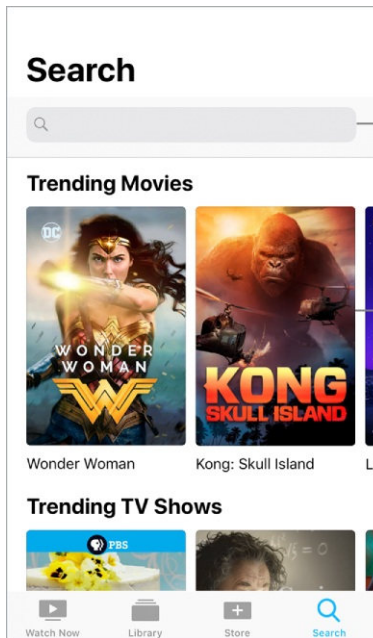 Search
Trending Movies
DC
WONDER
WOMAN
KONG
SKULL ISLAND
Wonder Woman
Kong: Skull Island
L
Trending TV Shows
PBS
Watch Now
Library
Store
Search